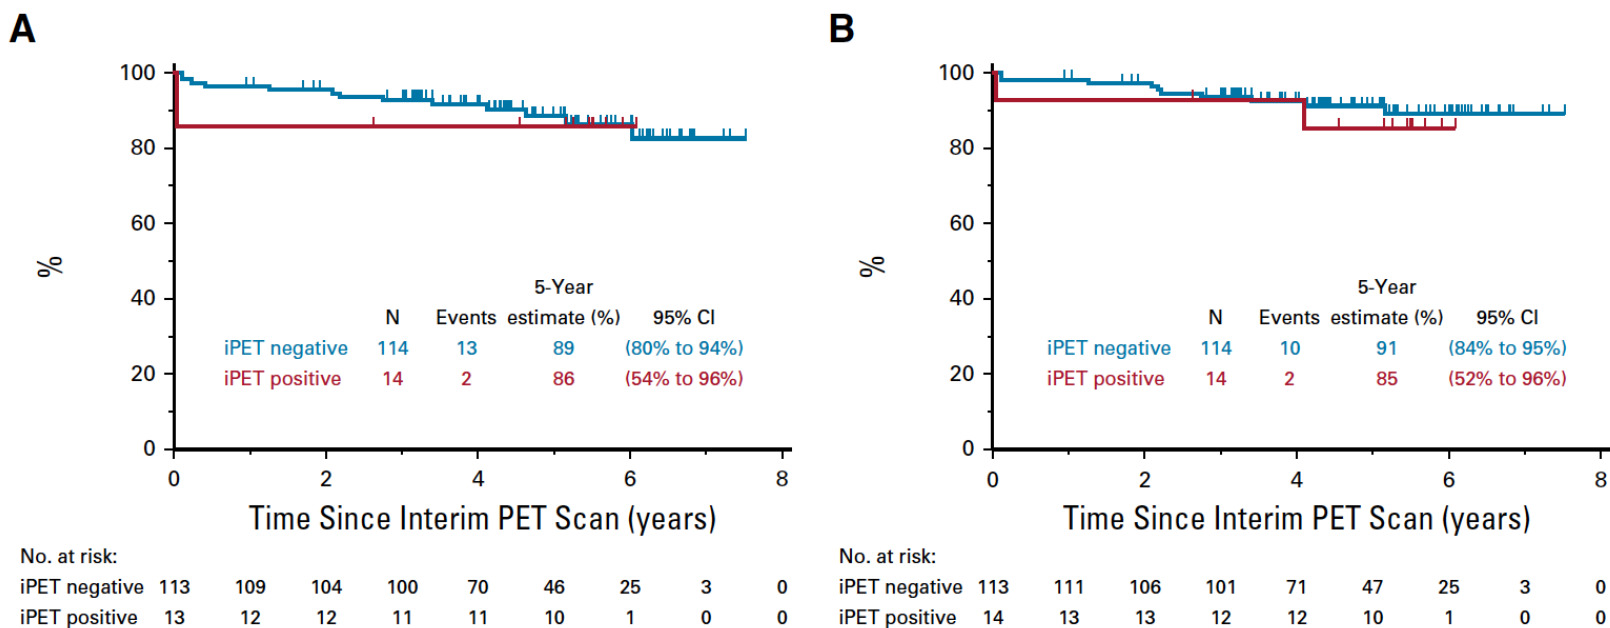 A
100
80
60
40
20
0
%
5-Year
N Events estimate (%) 95% CI
iPET negative 114 13 89 (80% to 94%)
iPET positive 14 2 86 (54% to 96%)
0 2 4 6 8
Time Since Interim PET Scan (years)
No. at risk:
iPET negative 113 109 104 100 70 46 25 3 0
iPET positive 13 12 12 11 11 10 1 0 0
B
100
80
60
40
20
0
%
5-Year
N Events estimate (%) 95% CI
iPET negative 114 10 91 (84% to 95%)
iPET positive 14 2 85 (52% to 96%)
0 2 4 6 8
Time Since Interim PET Scan (years)
No. at risk:
iPET negative 113 111 106 101 71 47 25 3 0
iPET positive 14 13 13 12 12 10 1 0 0